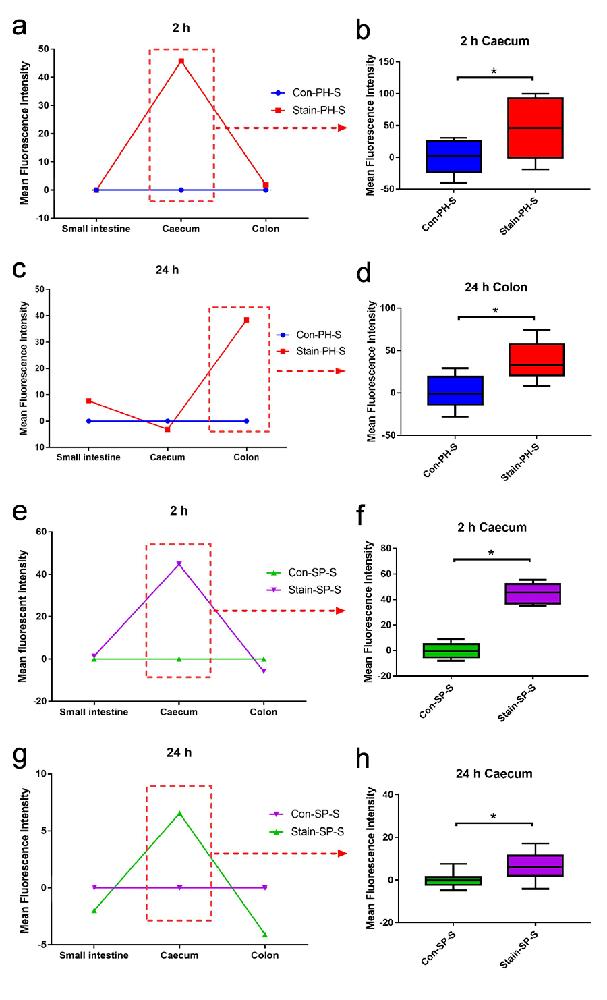 a
2 h
50
40
30
20
10
0
-10
Mean Fluorescence Intensity
Small intestine Caecum Colon
Con-PH-S
Stain-PH-S
b
2 h Caecum
150
100
50
0
-50
Mean Fluorescence Intensity
*
Con-PH-S
Stain-PH-S
c
24 h
50
40
30
20
10
0
10
Mean Fluorescence Intensity
Small intestine Caecum Colon
Con-PH-S
Stain-PH-S
d
24 h Colon
100
50
0
-50
Mean Fluorescence Intensity
*
Con-PH-S
Stain-PH-S
e
2 h
60
40
20
0
-20
Mean fluorescent intensity
Small intestine Caecum Colon
Con-SP-S
Stain-SP-S
f
2 h Caecum
80
60
40
20
0
-20
Mean Fluorescence Intensity
*
Con-SP-S
Stain-SP-S
g
24 h
10
5
0
-5
Mean Fluorescence Intensity
Small intestine Caecum Colon
Con-SP-S
Stain-SP-S
h
24 h Caecum
40
20
0
-20
Mean Fluorescence Intensity
*
Con-SP-S
Stain-SP-S